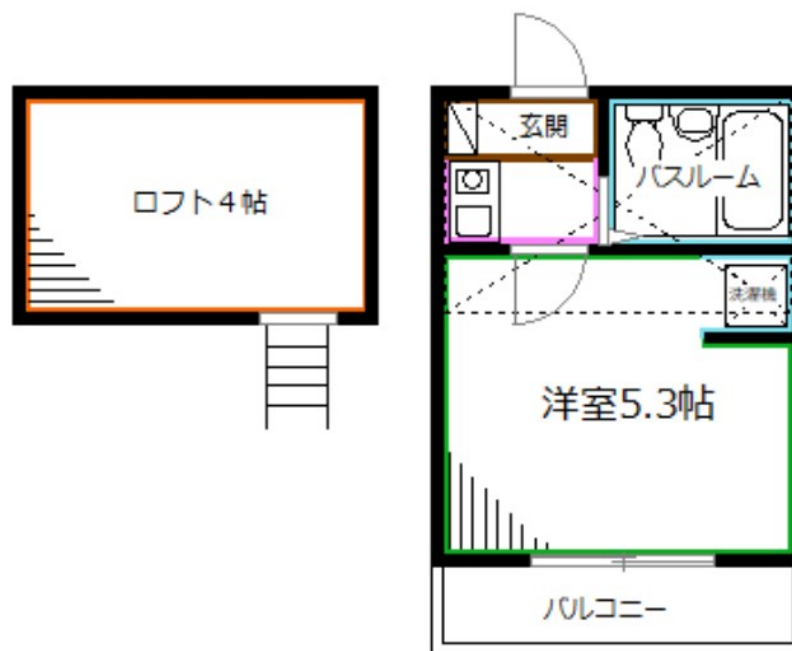 玄関
バスルーム
ロフト4帖
洗濯機
洋室5.3帖
バルコニー